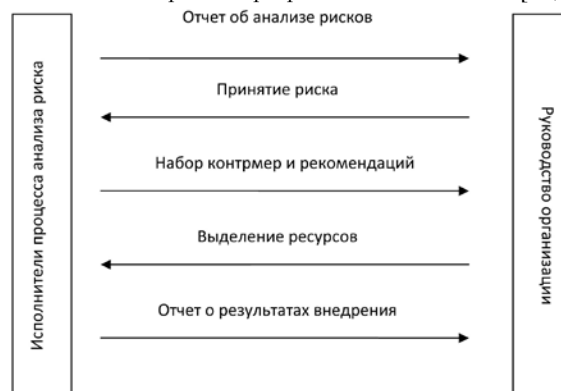 Отчет об анализе рисков
Принятие риска
Набор контрмер и рекомендаций
Выделение ресурсов
Отчет о результатах внедрения
Исполнители процесса анализа риска
Руководство организации